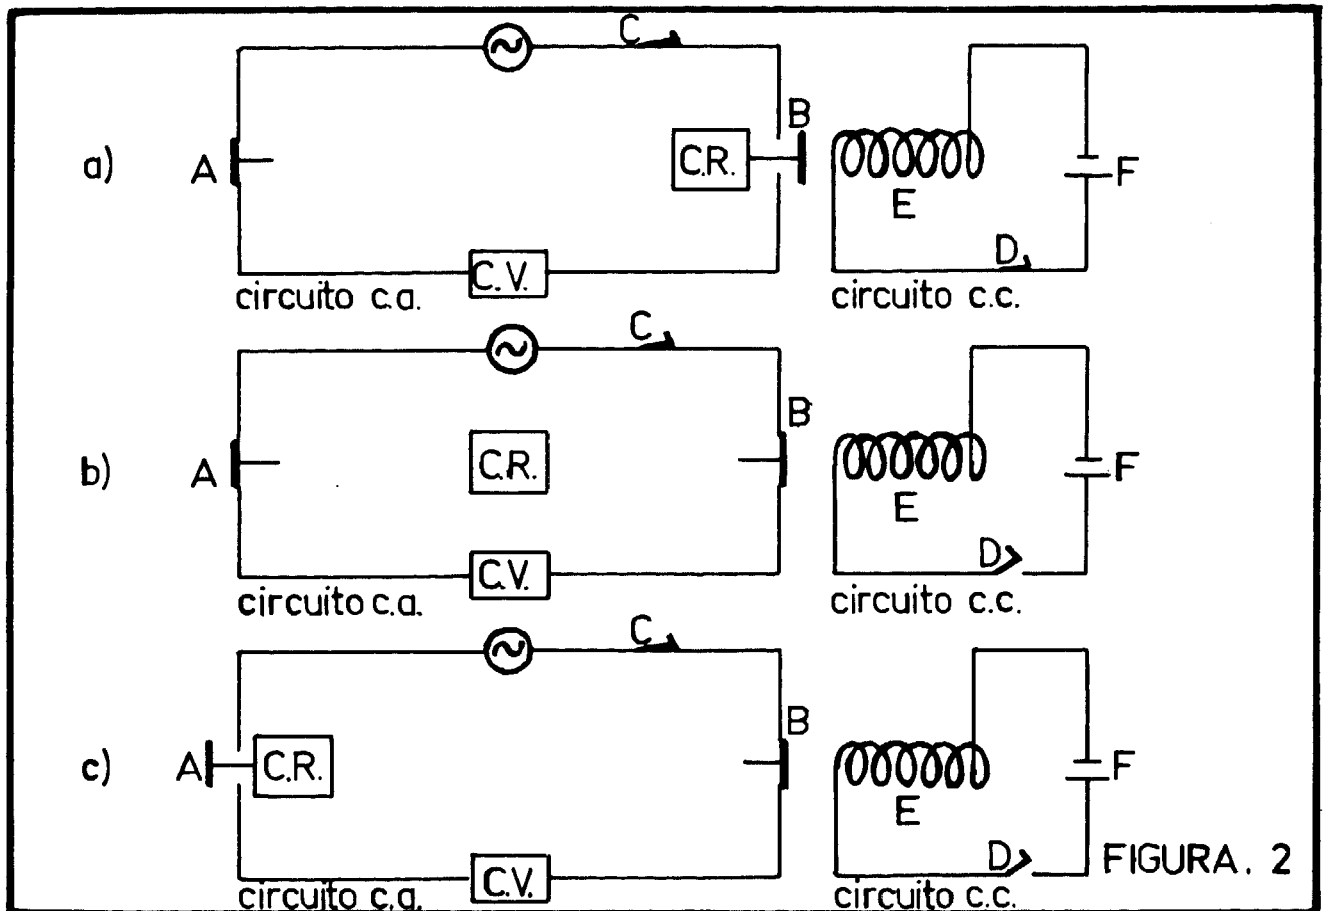 C
B
a)
A
C.R.
F
E
D
C.V.
circuito c.a.
circuito c.c.
C
B
b)
A
C.R.
F
E
D
C.V.
circuito c.a.
circuito c.c.
C
B
c)
A
C.R.
F
E
D
FIGURA. 2
C.V.
circuito c.a.
circuito c.c.